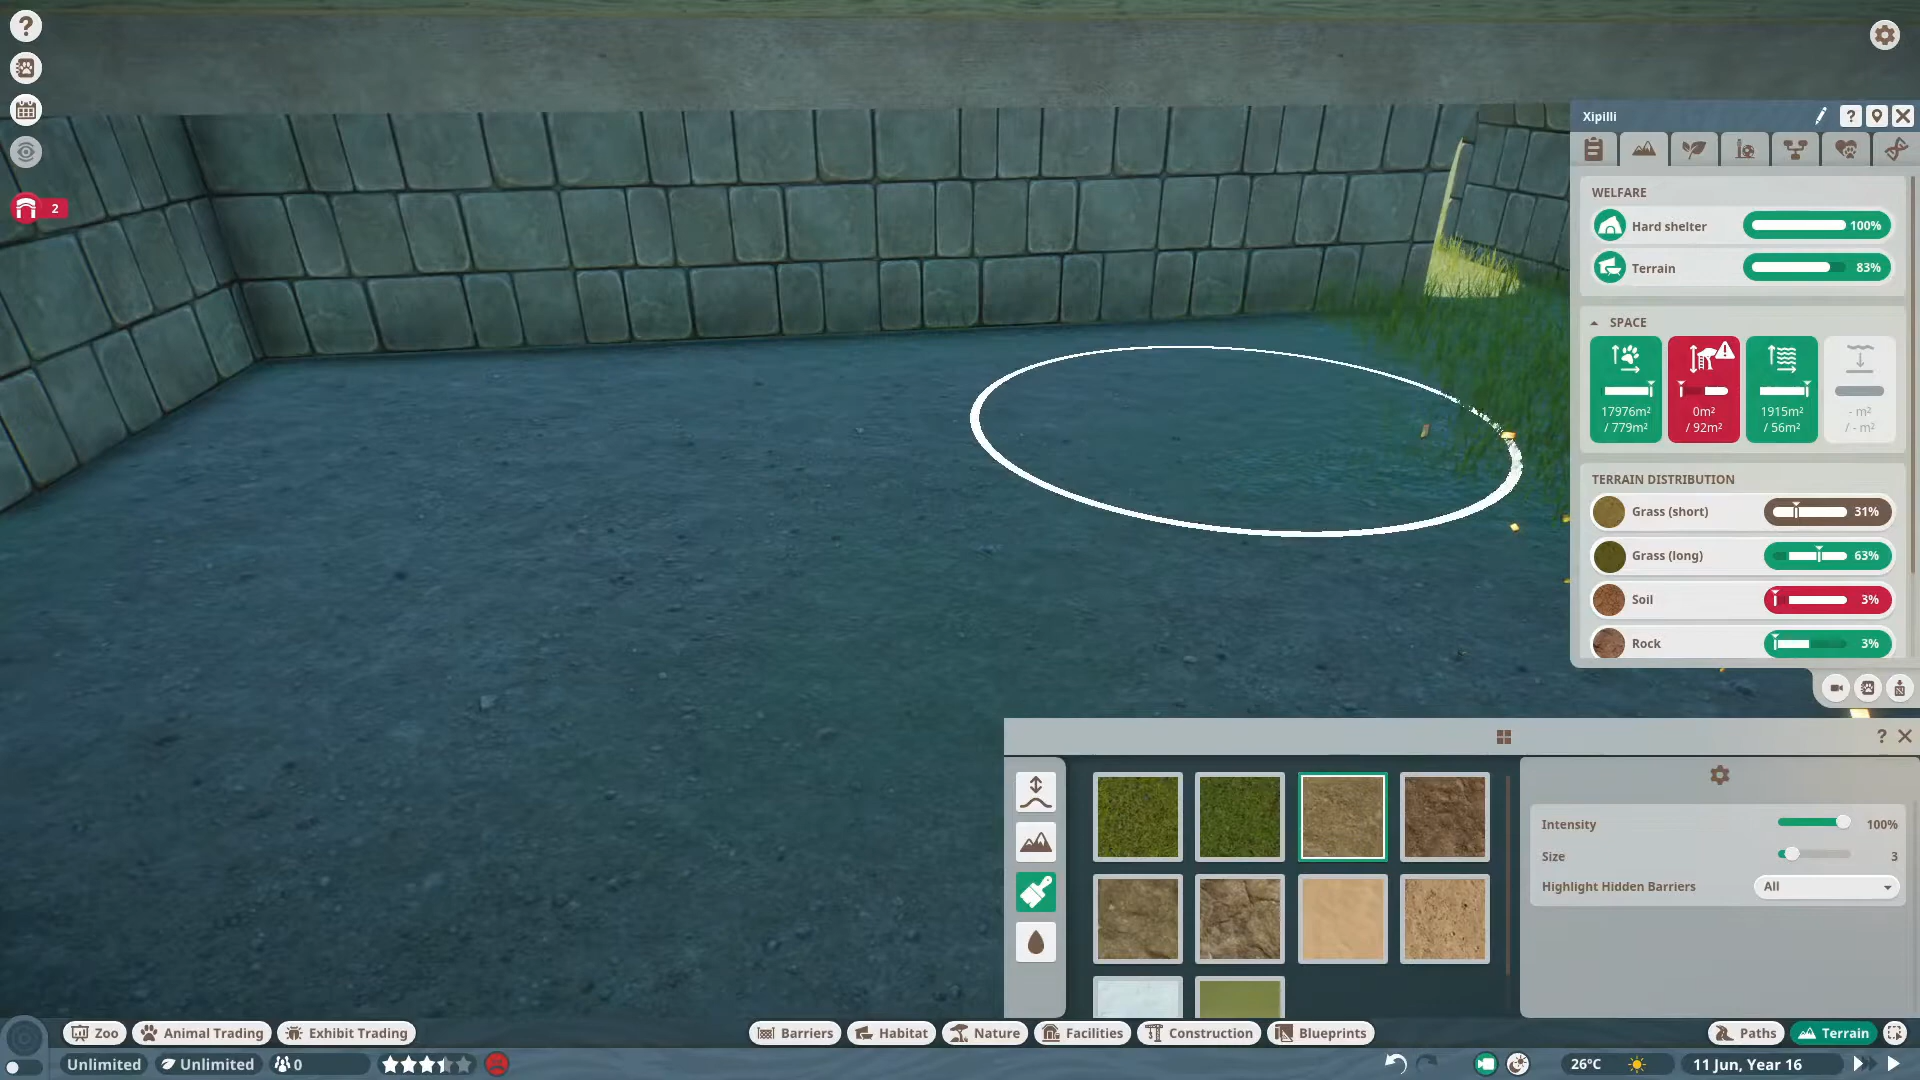 ?
2
Xipilli
?
WELFARE
Hard shelter 100%
Terrain 83%
SPACE
17976m² / 779m²
0m² / 92m²
1915m² / 56m²
- m² / - m²
TERRAIN DISTRIBUTION
Grass (short) 31%
Grass (long) 63%
Soil 3%
Rock 3%
?
Intensity 100%
Size 3
Highlight Hidden Barriers All
Zoo Animal Trading Exhibit Trading Barriers Habitat Nature Facilities Construction Blueprints Paths Terrain
Unlimited Unlimited 0 26°C 11 Jun, Year 16